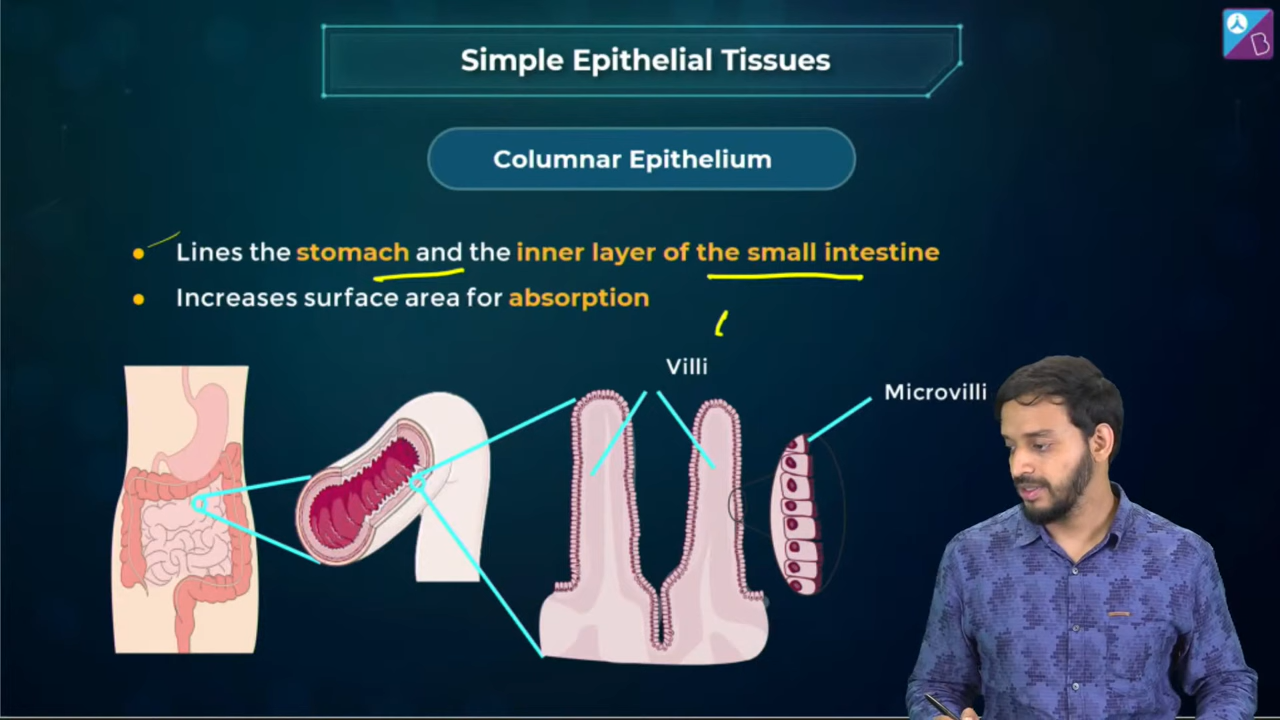 Simple Epithelial Tissues
Columnar Epithelium
Lines the stomach and the inner layer of the small intestine
Increases surface area for absorption
Villi
Microvilli
B